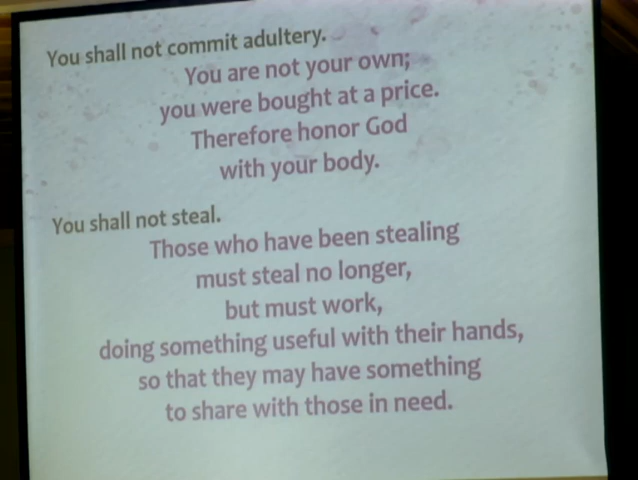 You shall not commit adultery.
You are not your own;
you were bought at a price.
Therefore honor God
with your body.
You shall not steal.
Those who have been stealing
must steal no longer,
but must work,
doing something useful with their hands,
so that they may have something
to share with those in need.